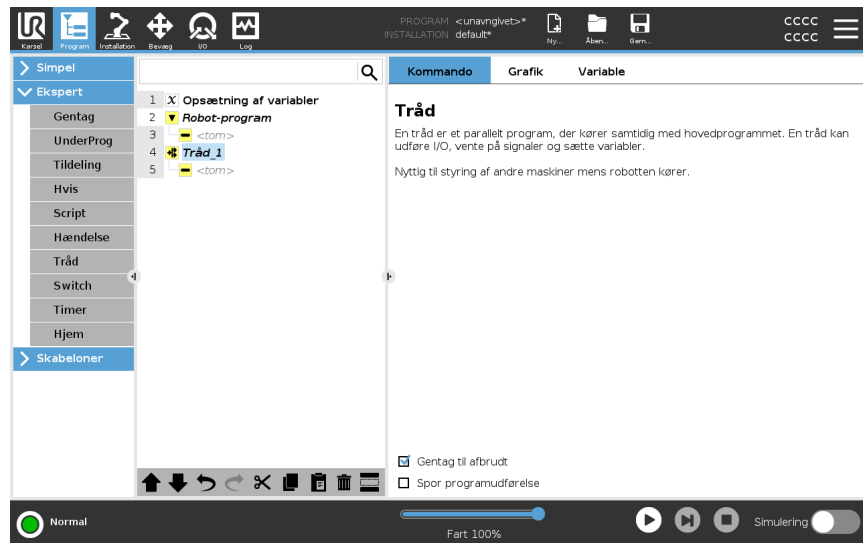 PROGRAM <unavngivet>*
INSTALLATION default*
UR
Kørsel Program Installation Bevæg I/O Log
Ny... Åben... Gem...
CCCC
CCCC
Simpel
Ekspert
Gentag
UnderProg
Tildeling
Hvis
Script
Hændelse
Tråd
Switch
Timer
Hjem
Skabeloner
1 X Opsætning af variabler
2 Robot-program
3 <tom>
4 Tråd_1
5 <tom>
Kommando Grafik Variable
Tråd
En tråd er et parallelt program, der kører samtidig med hovedprogrammet. En tråd kan
udføre I/O, vente på signaler og sætte variabler.
Nyttig til styring af andre maskiner mens robotten kører.
Gentag til afbrudt
Spor programudførelse
Normal
Fart 100%
Simulering